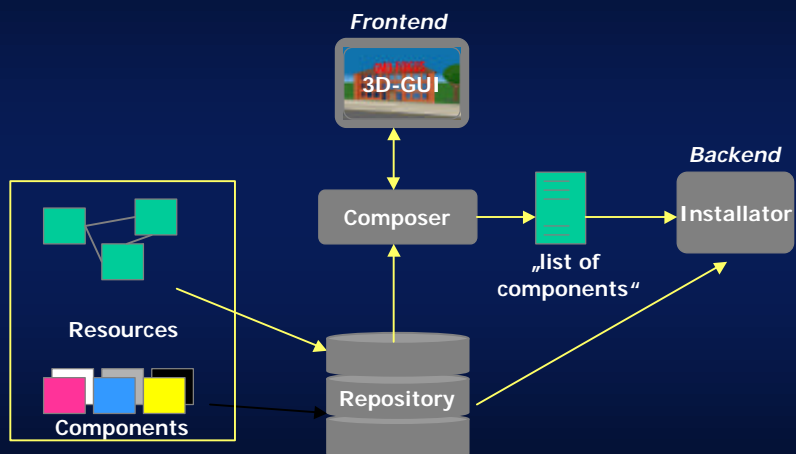 Frontend
3D-GUI
Backend
Composer
Installator
„list of
components“
Resources
Repository
Components